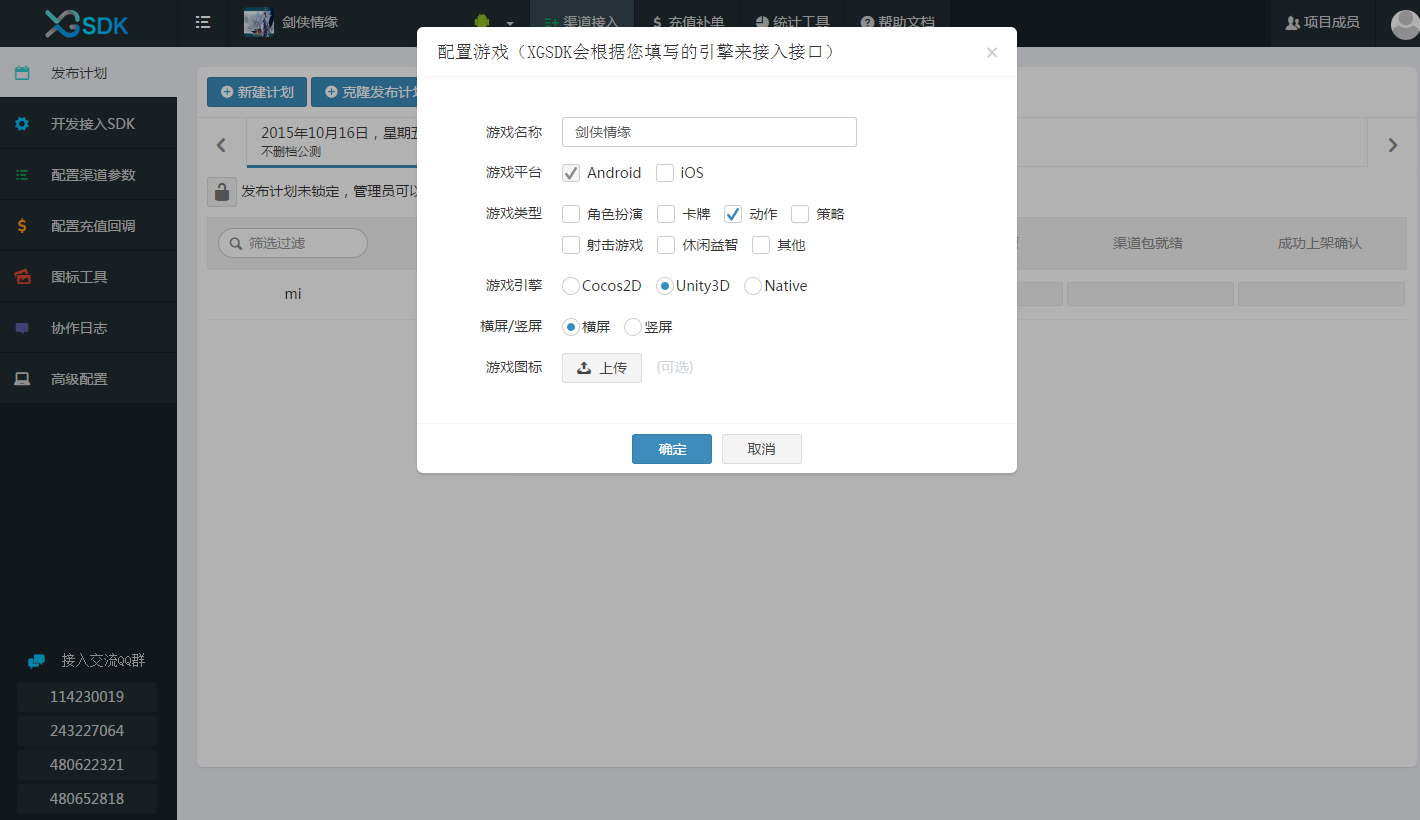 XGSDK
剑侠情缘
渠道接入
充值补单
统计工具
帮助文档
项目成员
发布计划
开发接入SDK
配置渠道参数
配置充值回调
图标工具
协作日志
高级配置
接入交流QQ群
114230019
243227064
480622321
480652818
新建计划
克隆发布计
2015年10月16日，星期五
不删档公测
发布计划未锁定，管理员可以
筛选过滤
渠道包就绪
成功上架确认
mi
配置游戏（XGSDK会根据您填写的引擎来接入接口）
×
游戏名称 剑侠情缘
游戏平台 Android iOS
游戏类型 角色扮演 卡牌 动作 策略
射击游戏 休闲益智 其他
游戏引擎 Cocos2D Unity3D Native
横屏/竖屏 横屏 竖屏
游戏图标 上传 (可选)
确定 取消